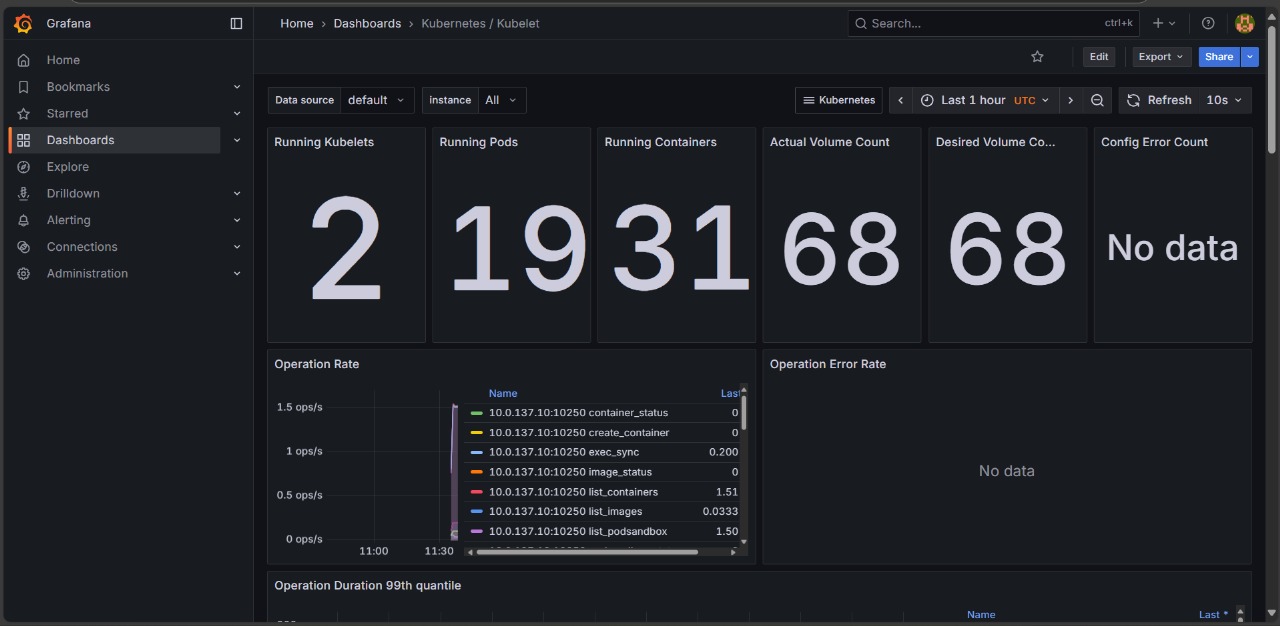 Grafana
Home › Dashboards › Kubernetes / Kubelet
Search...
ctrl+k
Edit
Export
Share
Home
Bookmarks
Starred
Dashboards
Explore
Drilldown
Alerting
Connections
Administration
Data source default
instance All
Kubernetes
Last 1 hour UTC
Refresh 10s
Running Kubelets
2
Running Pods
19
Running Containers
31
Actual Volume Count
68
Desired Volume Co...
68
Config Error Count
No data
Operation Rate
1.5 ops/s
1 ops/s
0.5 ops/s
0 ops/s
11:00
11:30
Name Last
10.0.137.10:10250 container_status 0
10.0.137.10:10250 create_container 0
10.0.137.10:10250 exec_sync 0.200
10.0.137.10:10250 image_status 0
10.0.137.10:10250 list_containers 1.51
10.0.137.10:10250 list_images 0.0333
10.0.137.10:10250 list_podsandbox 1.50
Operation Error Rate
No data
Operation Duration 99th quantile
Name Last *